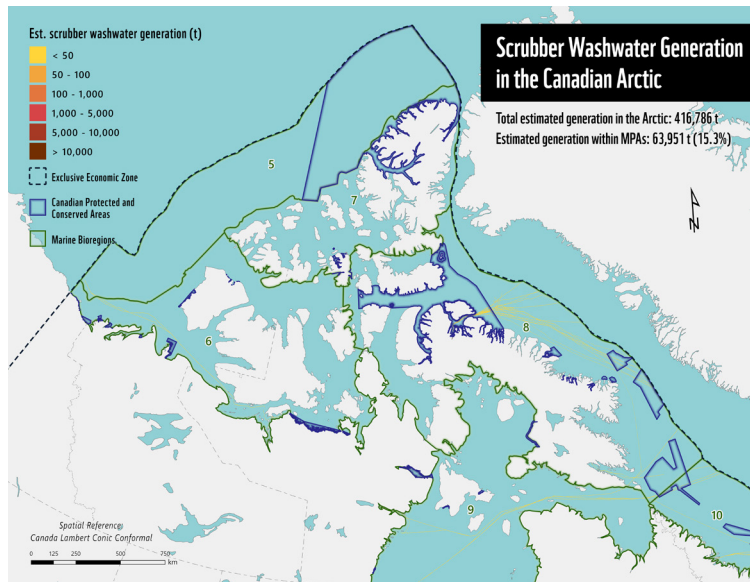 Est. scrubber washwater generation (t)
< 50
50 - 100
100 - 1,000
1,000 - 5,000
5,000 - 10,000
> 10,000
Exclusive Economic Zone
Canadian Protected and
Conserved Areas
Marine Bioregions
Scrubber Washwater Generation
in the Canadian Arctic
Total estimated generation in the Arctic: 416,786 t
Estimated generation within MPAs: 63,951 t (15.3%)
N
5
7
6
8
9
10
Spatial Reference:
Canada Lambert Conic Conformal
0 125 250 500 750
km